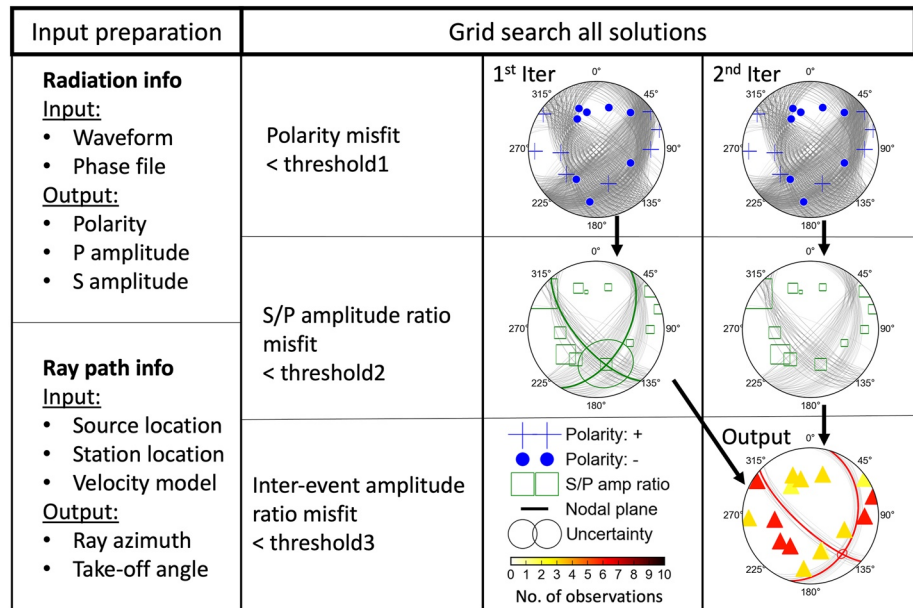 Input preparation
Grid search all solutions
Radiation info
Input:
• Waveform
• Phase file
Output:
• Polarity
• P amplitude
• S amplitude
Ray path info
Input:
• Source location
• Station location
• Velocity model
Output:
• Ray azimuth
• Take-off angle
Polarity misfit
< threshold1
S/P amplitude ratio
misfit
< threshold2
Inter-event amplitude
ratio misfit
< threshold3
1st Iter
0°
315°
45°
270°
90°
225°
135°
180°
2nd Iter
0°
315°
45°
270°
90°
225°
135°
180°
0°
315°
45°
270°
90°
225°
135°
180°
0°
315°
45°
270°
90°
225°
135°
180°
Polarity: +
Polarity: -
S/P amp ratio
Nodal plane
Uncertainty
0 1 2 3 4 5 6 7 8 9 10
No. of observations
Output
0°
315°
45°
270°
90°
225°
135°
180°